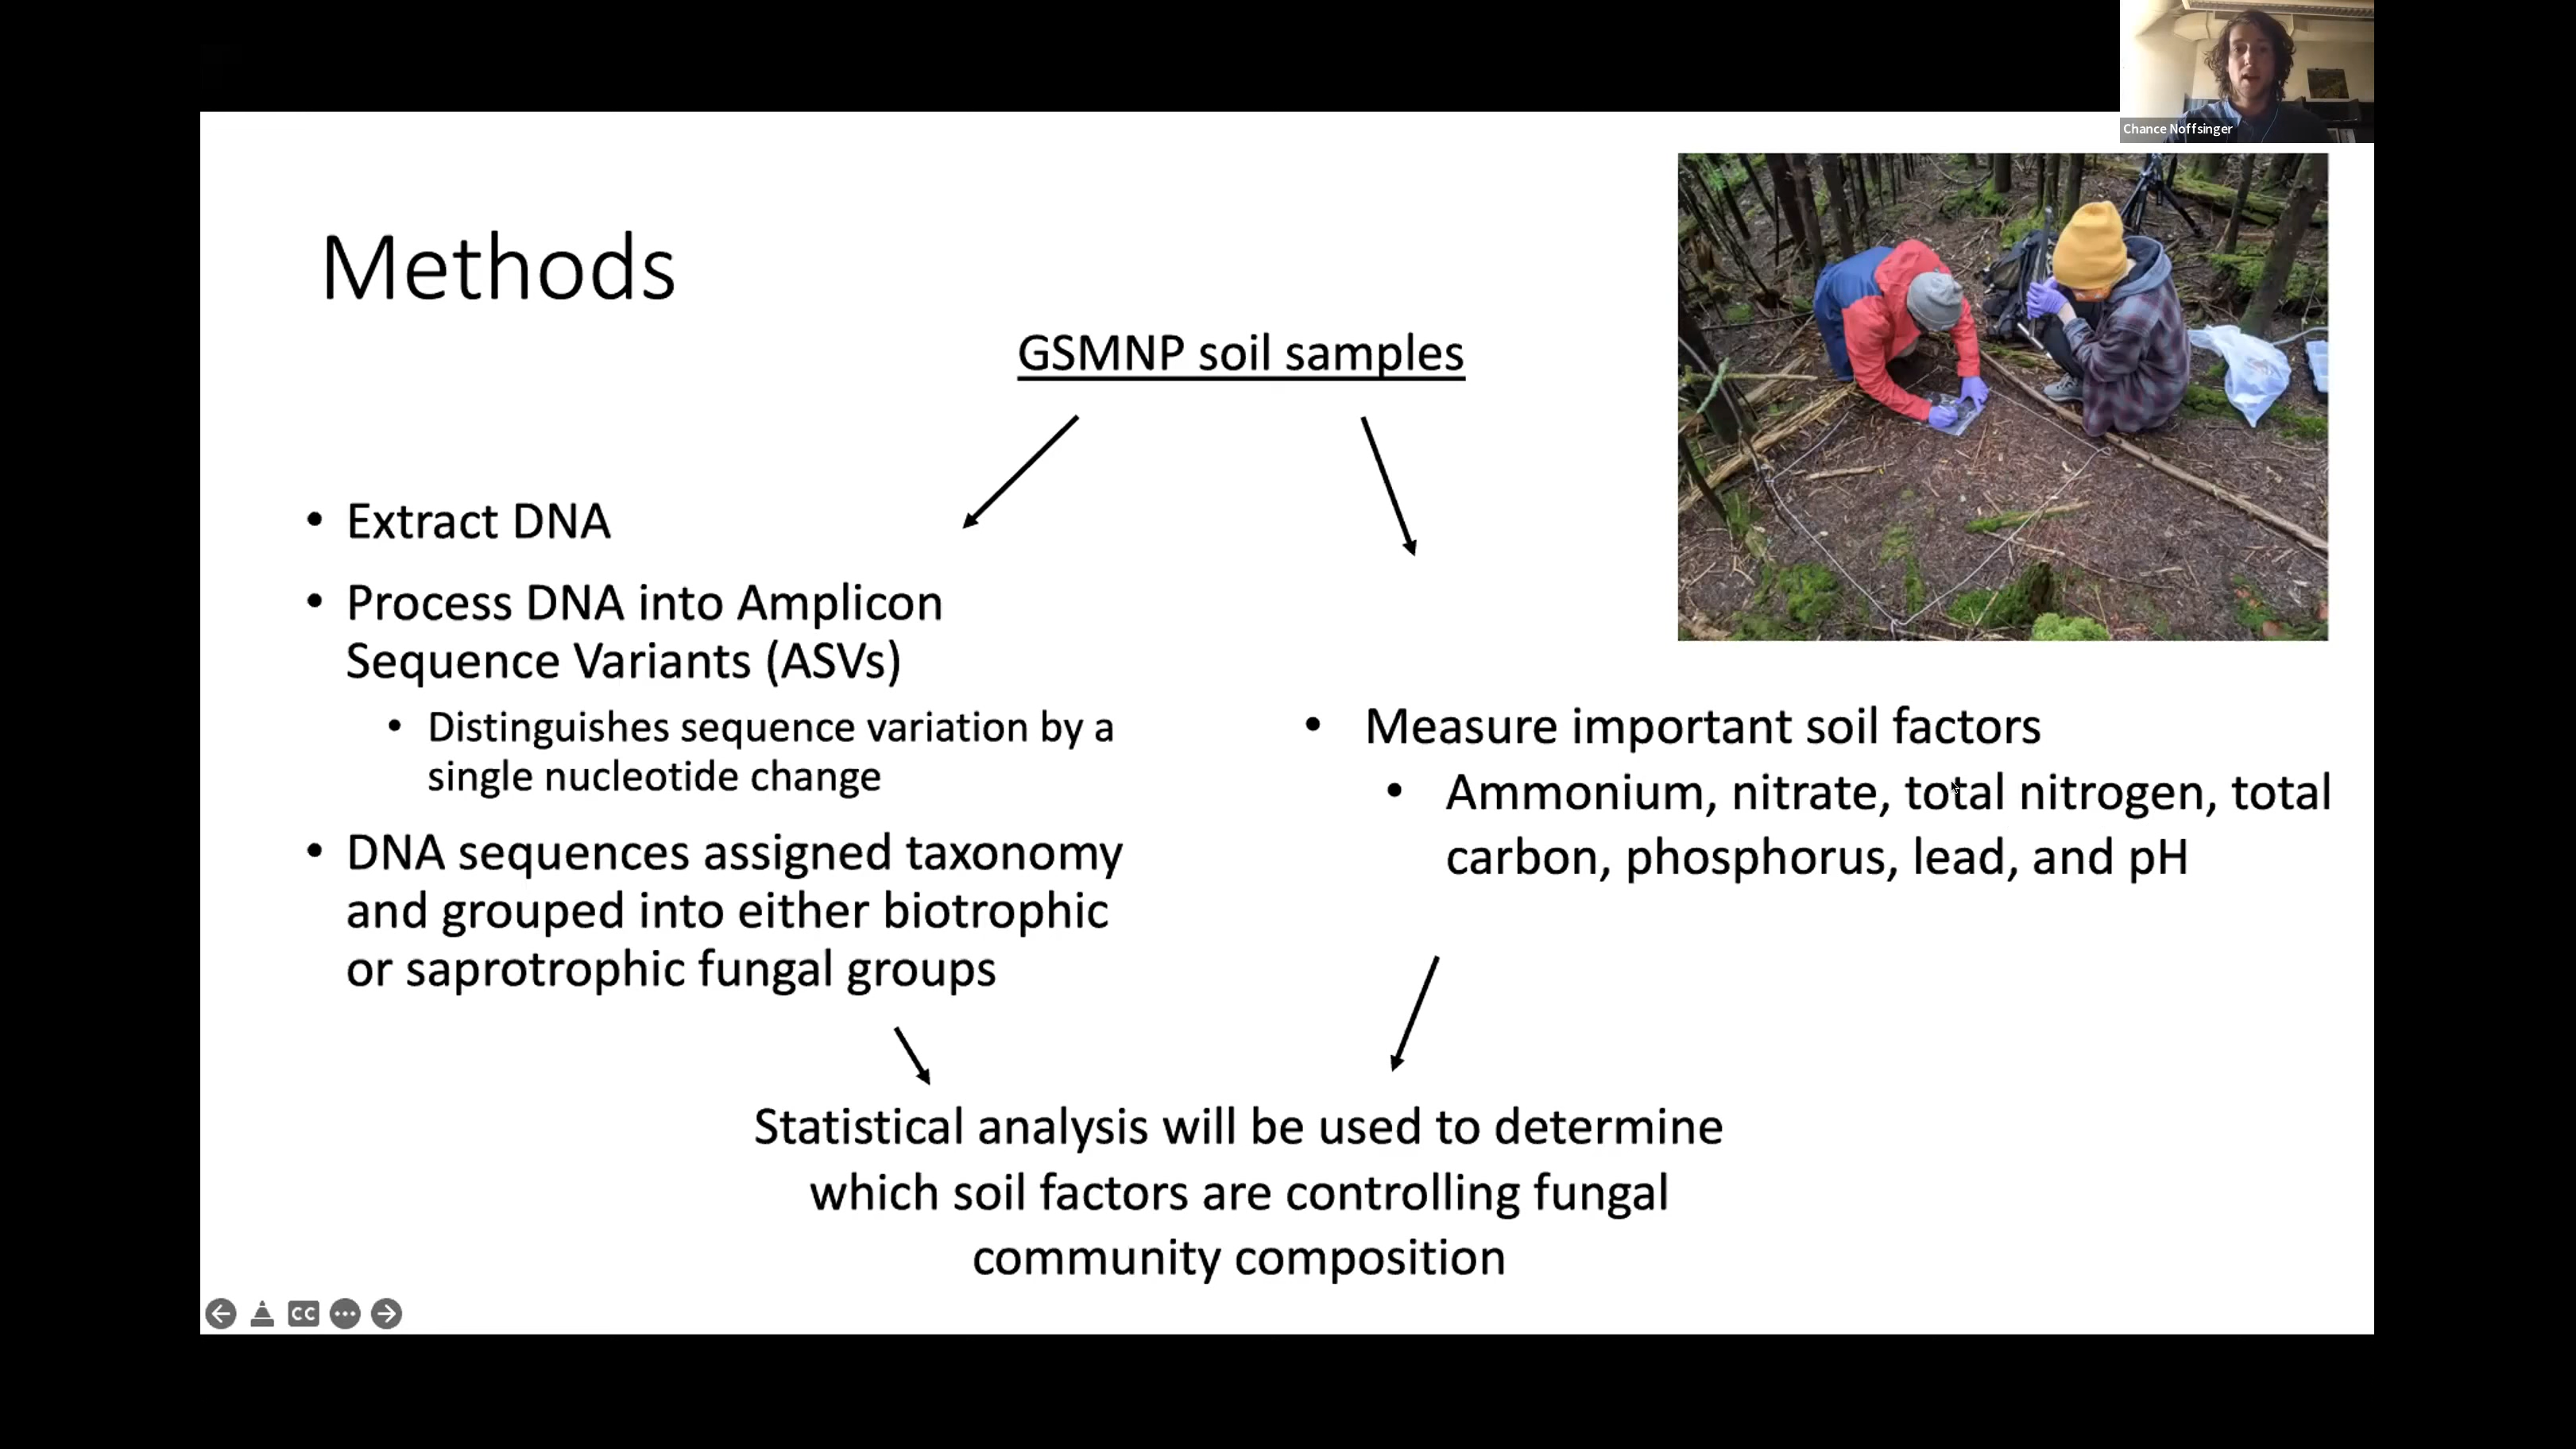 Chance Noffsinger
Methods
GSMNP soil samples
• Extract DNA
• Process DNA into Amplicon
Sequence Variants (ASVs)
• Distinguishes sequence variation by a
single nucleotide change
• DNA sequences assigned taxonomy
and grouped into either biotrophic
or saprotrophic fungal groups
• Measure important soil factors
• Ammonium, nitrate, total nitrogen, total
carbon, phosphorus, lead, and pH
Statistical analysis will be used to determine
which soil factors are controlling fungal
community composition
CC